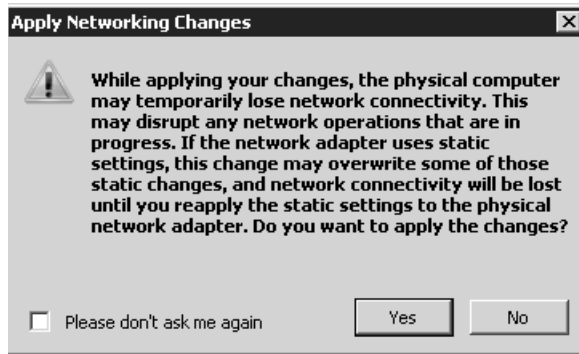 Apply Networking Changes
While applying your changes, the physical computer
may temporarily lose network connectivity. This
may disrupt any network operations that are in
progress. If the network adapter uses static
settings, this change may overwrite some of those
static changes, and network connectivity will be lost
until you reapply the static settings to the physical
network adapter. Do you want to apply the changes?
Please don't ask me again
Yes
No